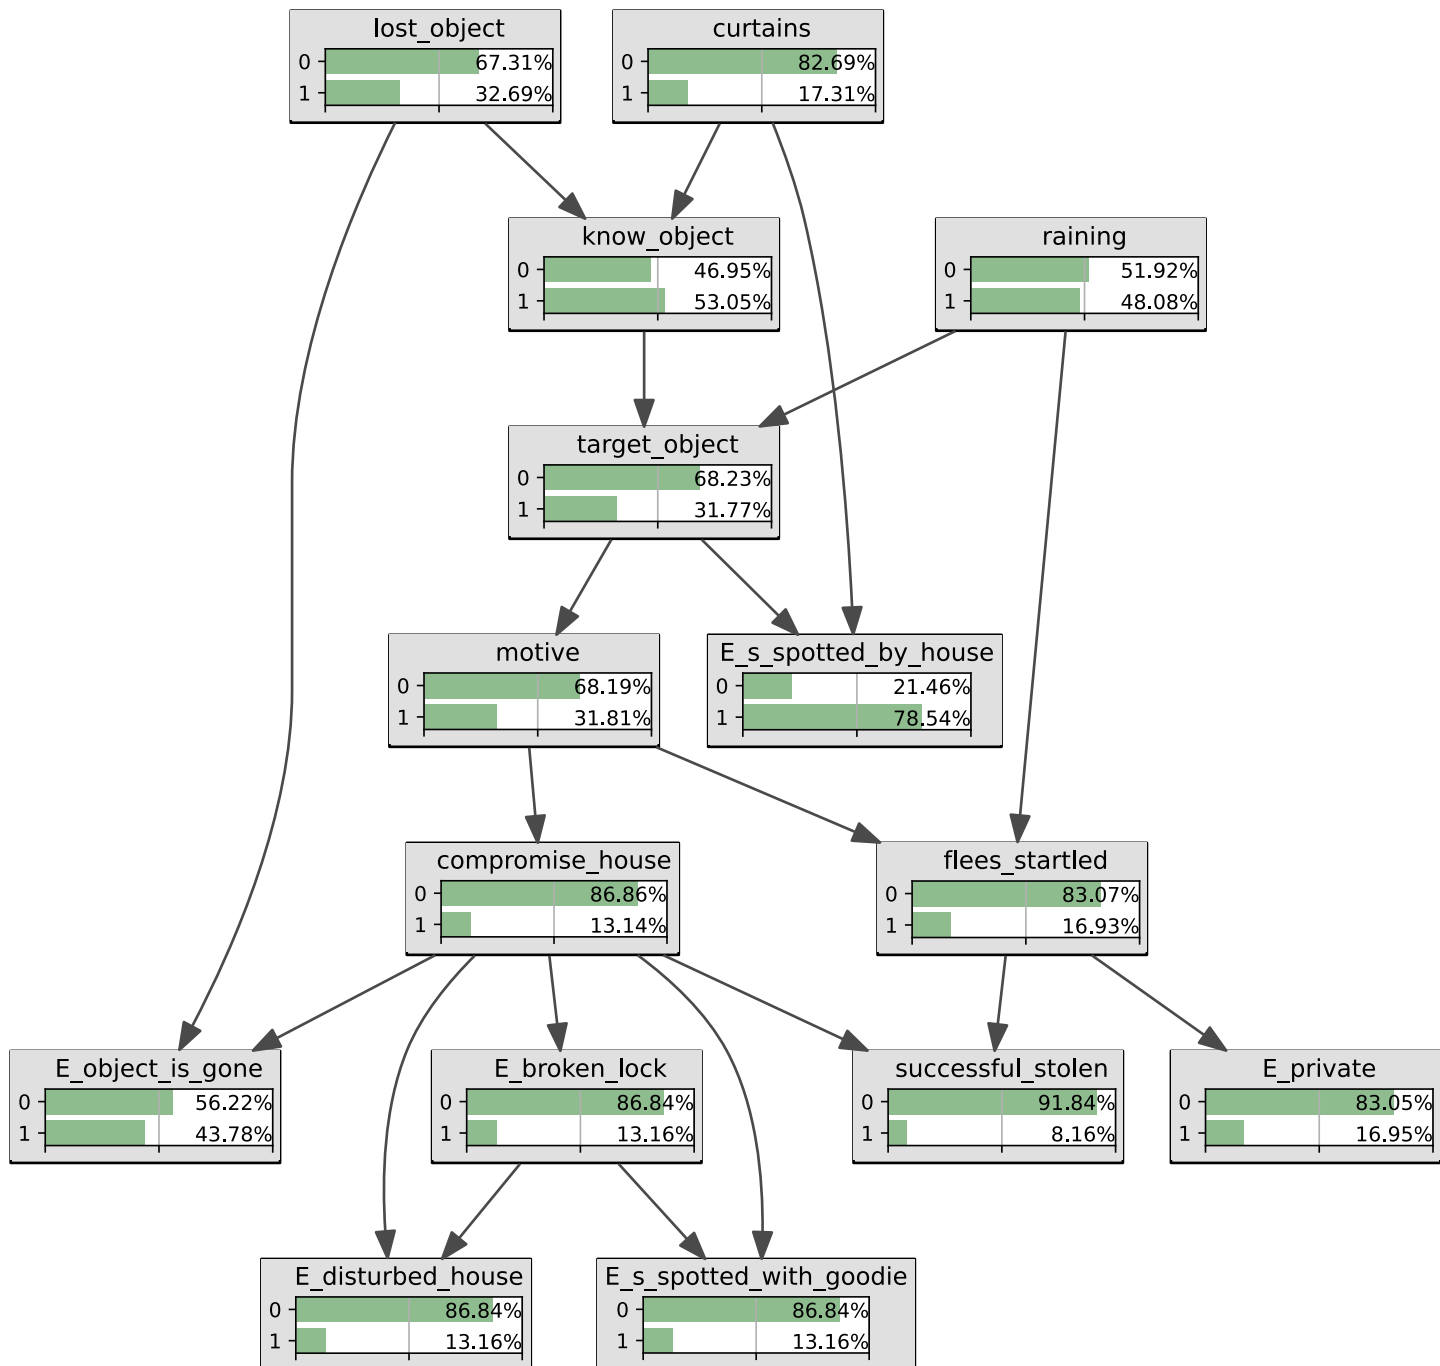 lost_object
0 67.31%
1 32.69%
curtains
0 82.69%
1 17.31%
know_object
0 46.95%
1 53.05%
raining
0 51.92%
1 48.08%
target_object
0 68.23%
1 31.77%
motive
0 68.19%
1 31.81%
E_s_spotted_by_house
0 21.46%
1 78.54%
compromise_house
0 86.86%
1 13.14%
flees_startled
0 83.07%
1 16.93%
E_object_is_gone
0 56.22%
1 43.78%
E_broken_lock
0 86.84%
1 13.16%
successful_stolen
0 91.84%
1 8.16%
E_private
0 83.05%
1 16.95%
E_disturbed_house
0 86.84%
1 13.16%
E_s_spotted_with_goodie
0 86.84%
1 13.16%